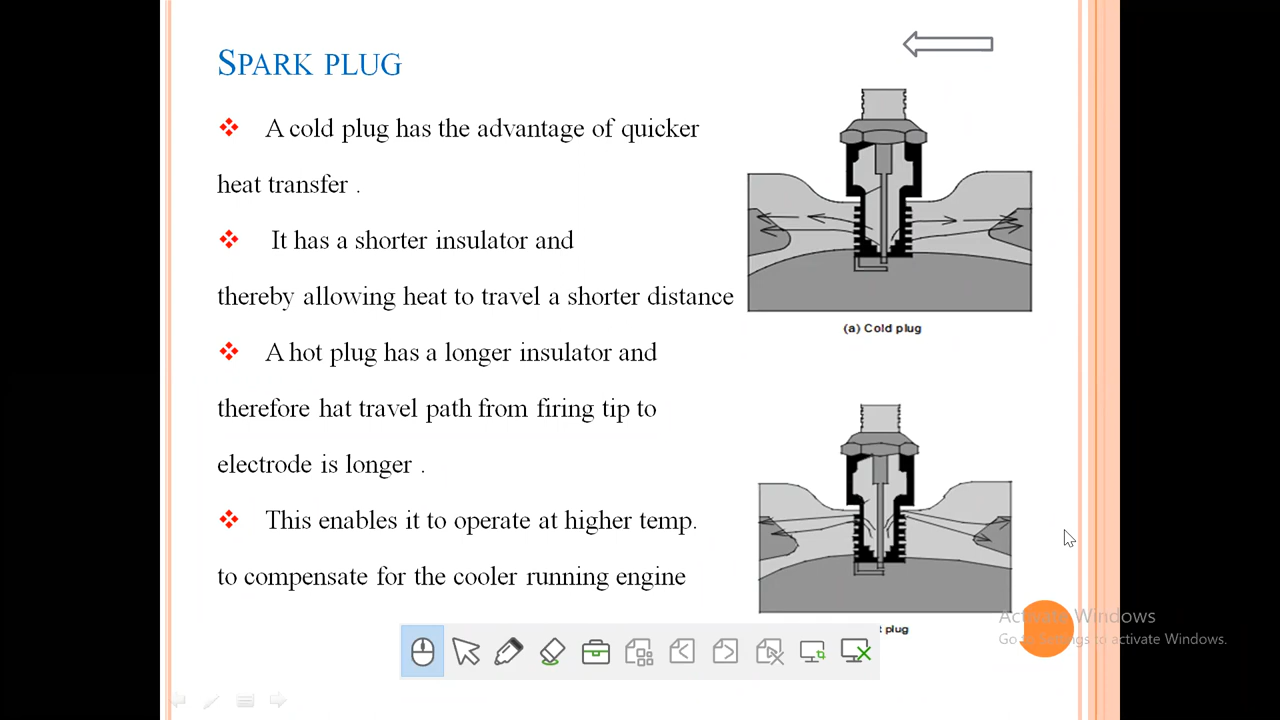 SPARK PLUG
A cold plug has the advantage of quicker
heat transfer .
It has a shorter insulator and
thereby allowing heat to travel a shorter distance
A hot plug has a longer insulator and
therefore hat travel path from firing tip to
electrode is longer .
This enables it to operate at higher temp.
to compensate for the cooler running engine
(a) Cold plug
plug
Activate Windows
Go to Settings to activate Windows.